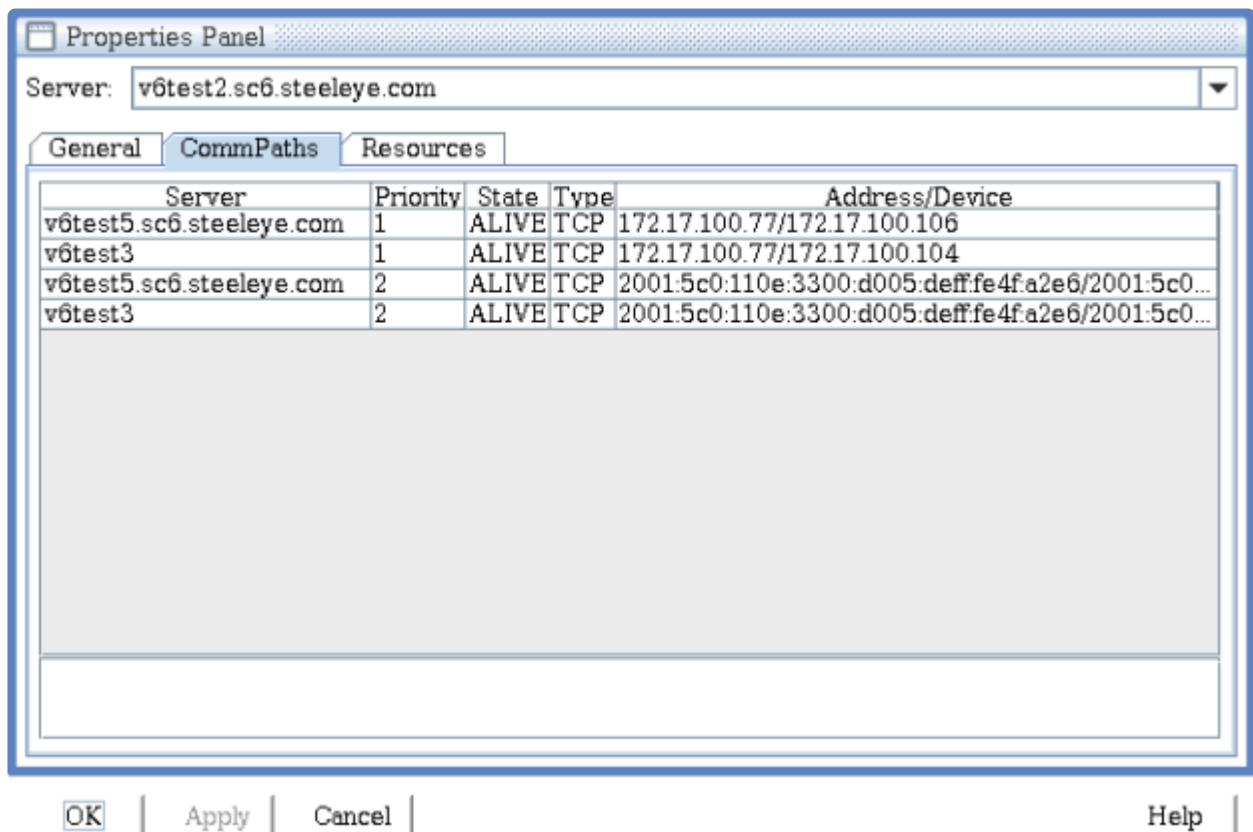 Properties Panel
Server: v6test2.sc6.steeleye.com
General CommPaths Resources
Server Priority State Type Address/Device
v6test5.sc6.steeleye.com 1 ALIVE TCP 172.17.100.77/172.17.100.106
v6test3 1 ALIVE TCP 172.17.100.77/172.17.100.104
v6test5.sc6.steeleye.com 2 ALIVE TCP 2001:5c0:110e:3300:d005:deff:fe4f:a2e6/2001:5c0...
v6test3 2 ALIVE TCP 2001:5c0:110e:3300:d005:deff:fe4f:a2e6/2001:5c0...
OK Apply Cancel Help